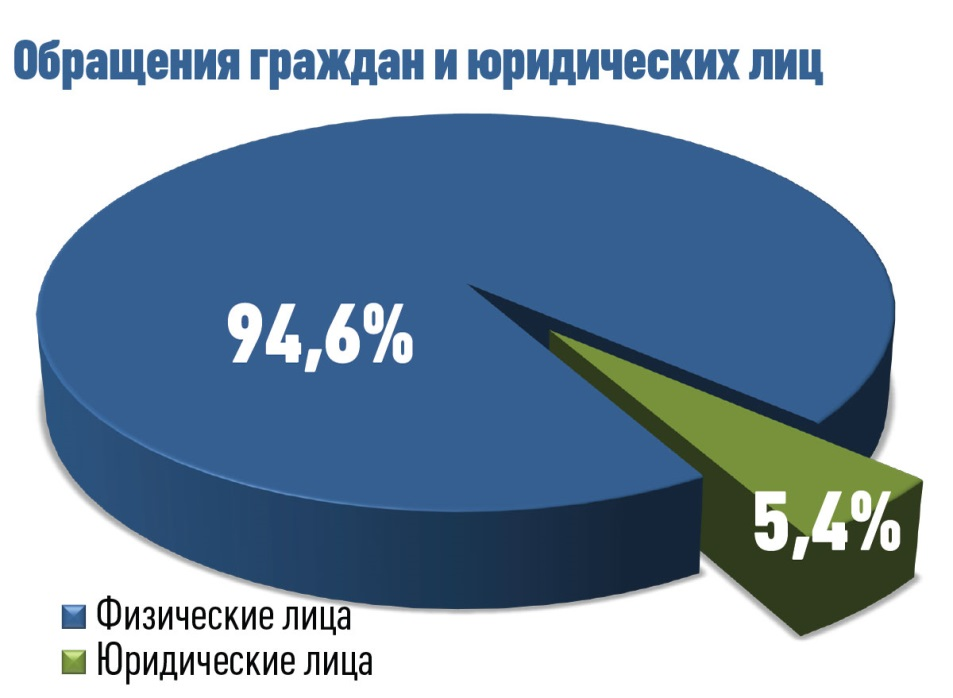 Обращения граждан и юридических лиц
94,6%
5,4%
Физические лица
Юридические лица